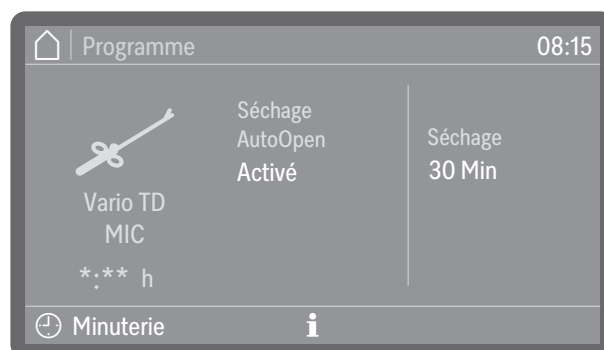 Programme
08:15
Séchage
AutoOpen
Activé
Séchage
30 Min
Vario TD
MIC
*:** h
Minuterie
i